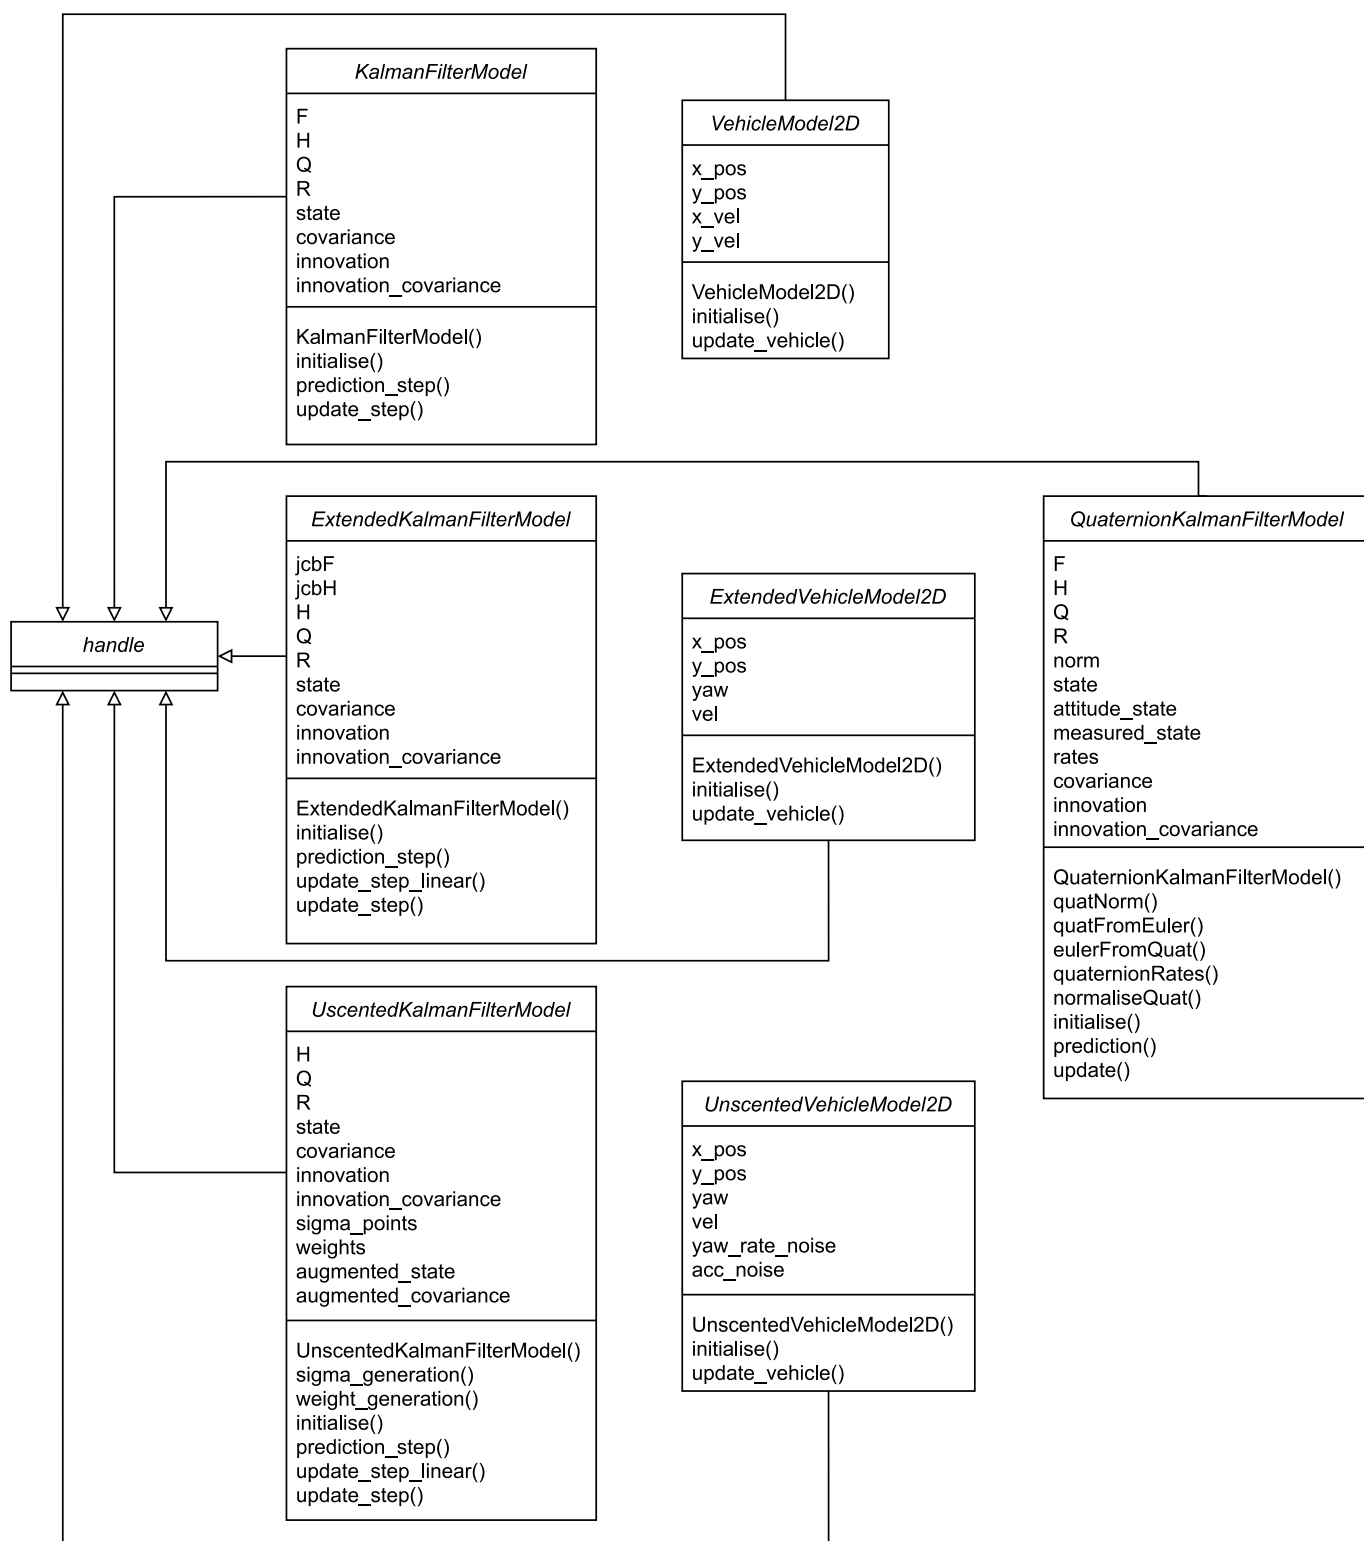 KalmanFilterModel
F
H
Q
R
state
covariance
innovation
innovation_covariance
KalmanFilterModel()
initialise()
prediction_step()
update_step()
VehicleModel2D
x_pos
y_pos
x_vel
y_vel
VehicleModel2D()
initialise()
update_vehicle()
handle
ExtendedKalmanFilterModel
jcbF
jcbH
H
Q
R
state
covariance
innovation
innovation_covariance
ExtendedKalmanFilterModel()
initialise()
prediction_step()
update_step_linear()
update_step()
ExtendedVehicleModel2D
x_pos
y_pos
yaw
vel
ExtendedVehicleModel2D()
initialise()
update_vehicle()
QuaternionKalmanFilterModel
F
H
Q
R
norm
state
attitude_state
measured_state
rates
covariance
innovation
innovation_covariance
QuaternionKalmanFilterModel()
quatNorm()
quatFromEuler()
eulerFromQuat()
quaternionRates()
normaliseQuat()
initialise()
prediction()
update()
UscentedKalmanFilterModel
H
Q
R
state
covariance
innovation
innovation_covariance
sigma_points
weights
augmented_state
augmented_covariance
UnscentedKalmanFilterModel()
sigma_generation()
weight_generation()
initialise()
prediction_step()
update_step_linear()
update_step()
UnscentedVehicleModel2D
x_pos
y_pos
yaw
vel
yaw_rate_noise
acc_noise
UnscentedVehicleModel2D()
initialise()
update_vehicle()